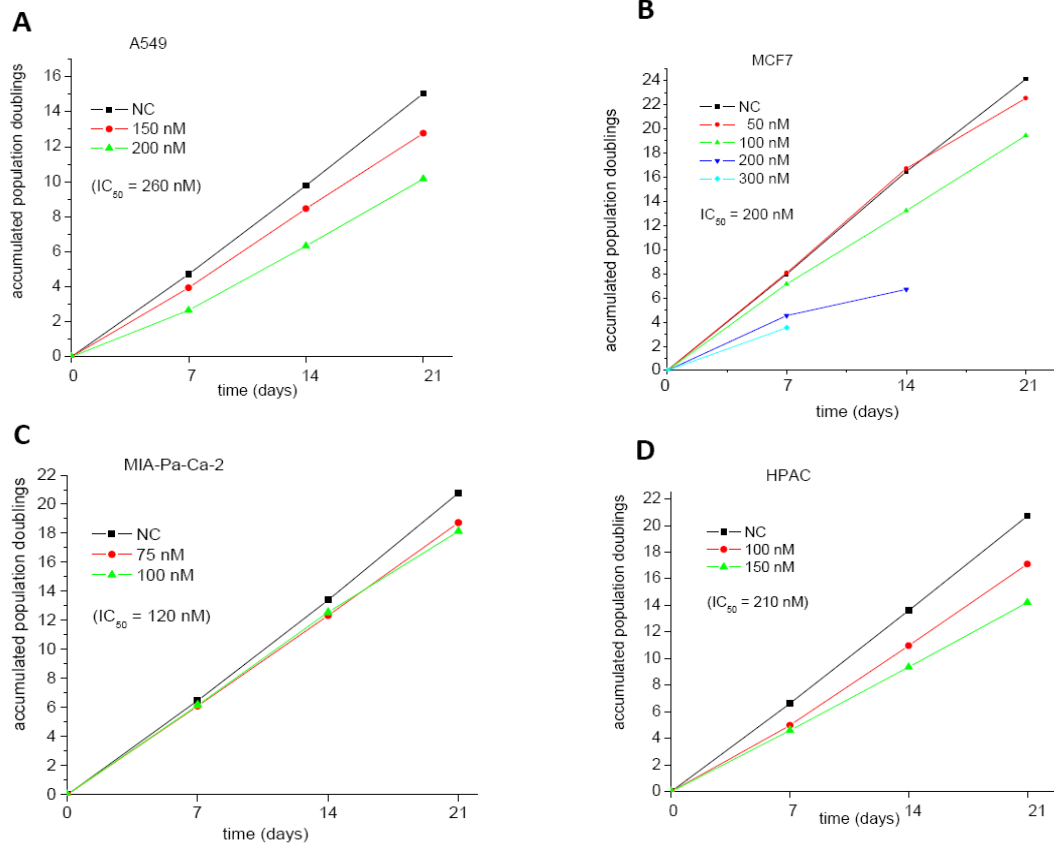 A
A549
accumulated population doublings
16
14
12
10
8
6
4
2
0
NC
150 nM
200 nM
(IC50 = 260 nM)
0 7 14 21
time (days)
B
MCF7
accumulated population doublings
24
22
20
18
16
14
12
10
8
6
4
2
0
NC
50 nM
100 nM
200 nM
300 nM
IC50 = 200 nM
0 7 14 21
time (days)
C
MIA-Pa-Ca-2
accumulated population doublings
22
20
18
16
14
12
10
8
6
4
2
0
NC
75 nM
100 nM
(IC50 = 120 nM)
0 7 14 21
time (days)
D
HPAC
accumulated population doublings
22
20
18
16
14
12
10
8
6
4
2
0
NC
100 nM
150 nM
(IC50 = 210 nM)
0 7 14 21
time (days)